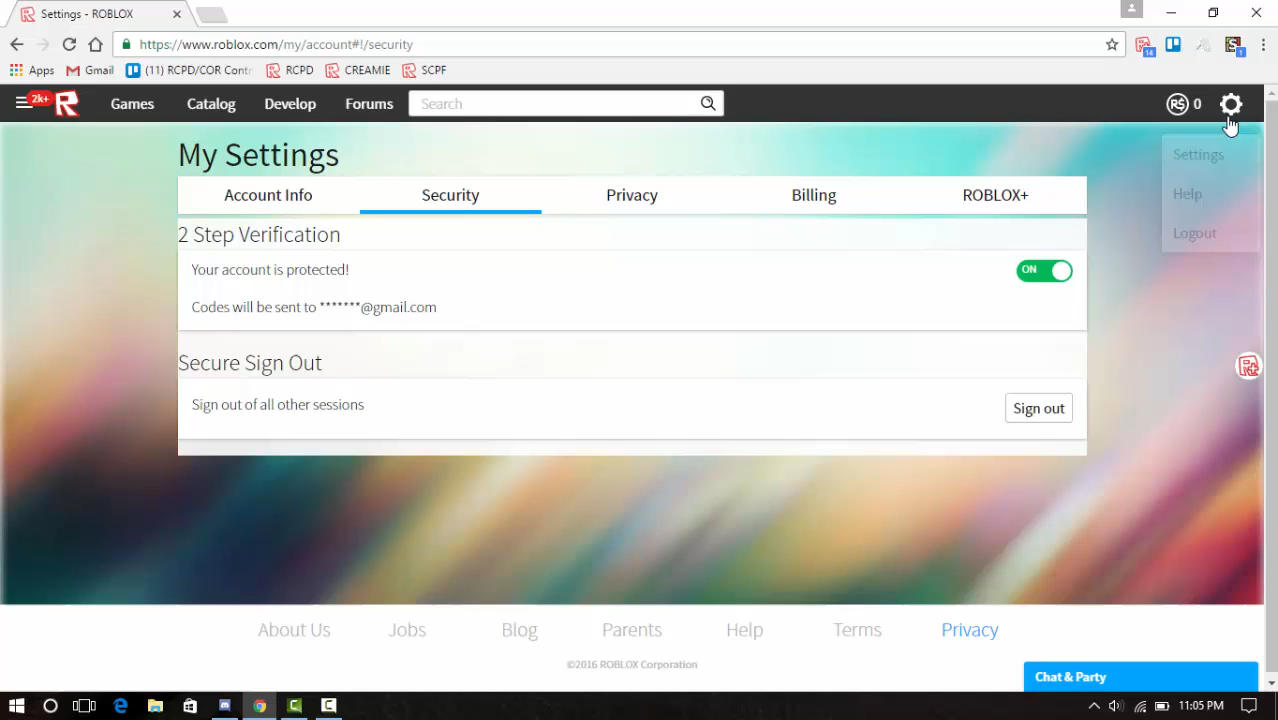 Settings - ROBLOX
https://www.roblox.com/my/account#!/security
14
1
Apps
Gmail
(11) RCPD/COR Contr
RCPD
CREAMIE
SCPF
2k+
R
Games
Catalog
Develop
Forums
Search
R$ 0
Settings
Help
Logout
My Settings
Account Info
Security
Privacy
Billing
ROBLOX+
2 Step Verification
Your account is protected!
ON
Codes will be sent to *******@gmail.com
Secure Sign Out
Sign out of all other sessions
Sign out
About Us
Jobs
Blog
Parents
Help
Terms
Privacy
©2016 ROBLOX Corporation
Chat & Party
11:05 PM